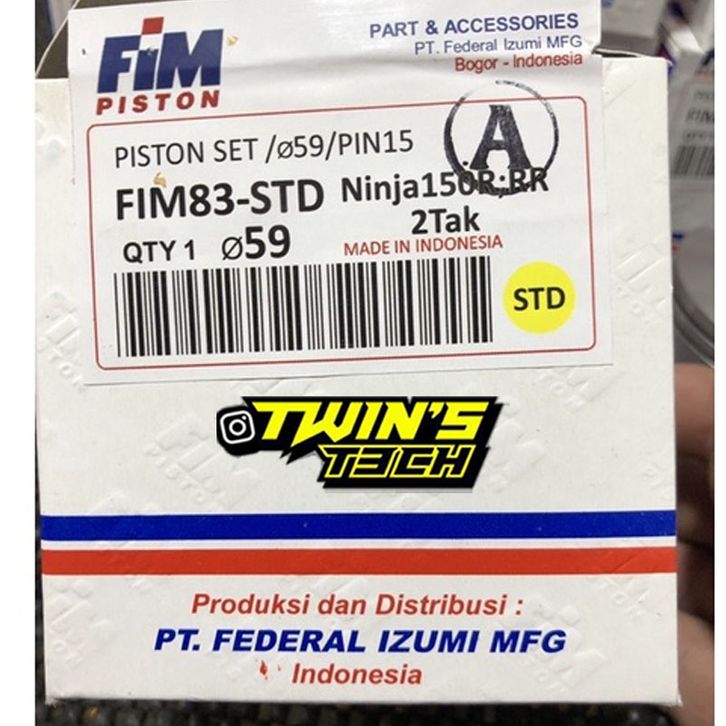 FIM
PISTON
PART & ACCESSORIES
PT. Federal Izumi MFG
Bogor - Indonesia
PISTON SET /ø59/PIN15
A
FIM83-STD Ninja150R;RR
2Tak
QTY 1 ø59
MADE IN INDONESIA
STD
TWIN'S
T3CH
Produksi dan Distribusi :
PT. FEDERAL IZUMI MFG
Indonesia